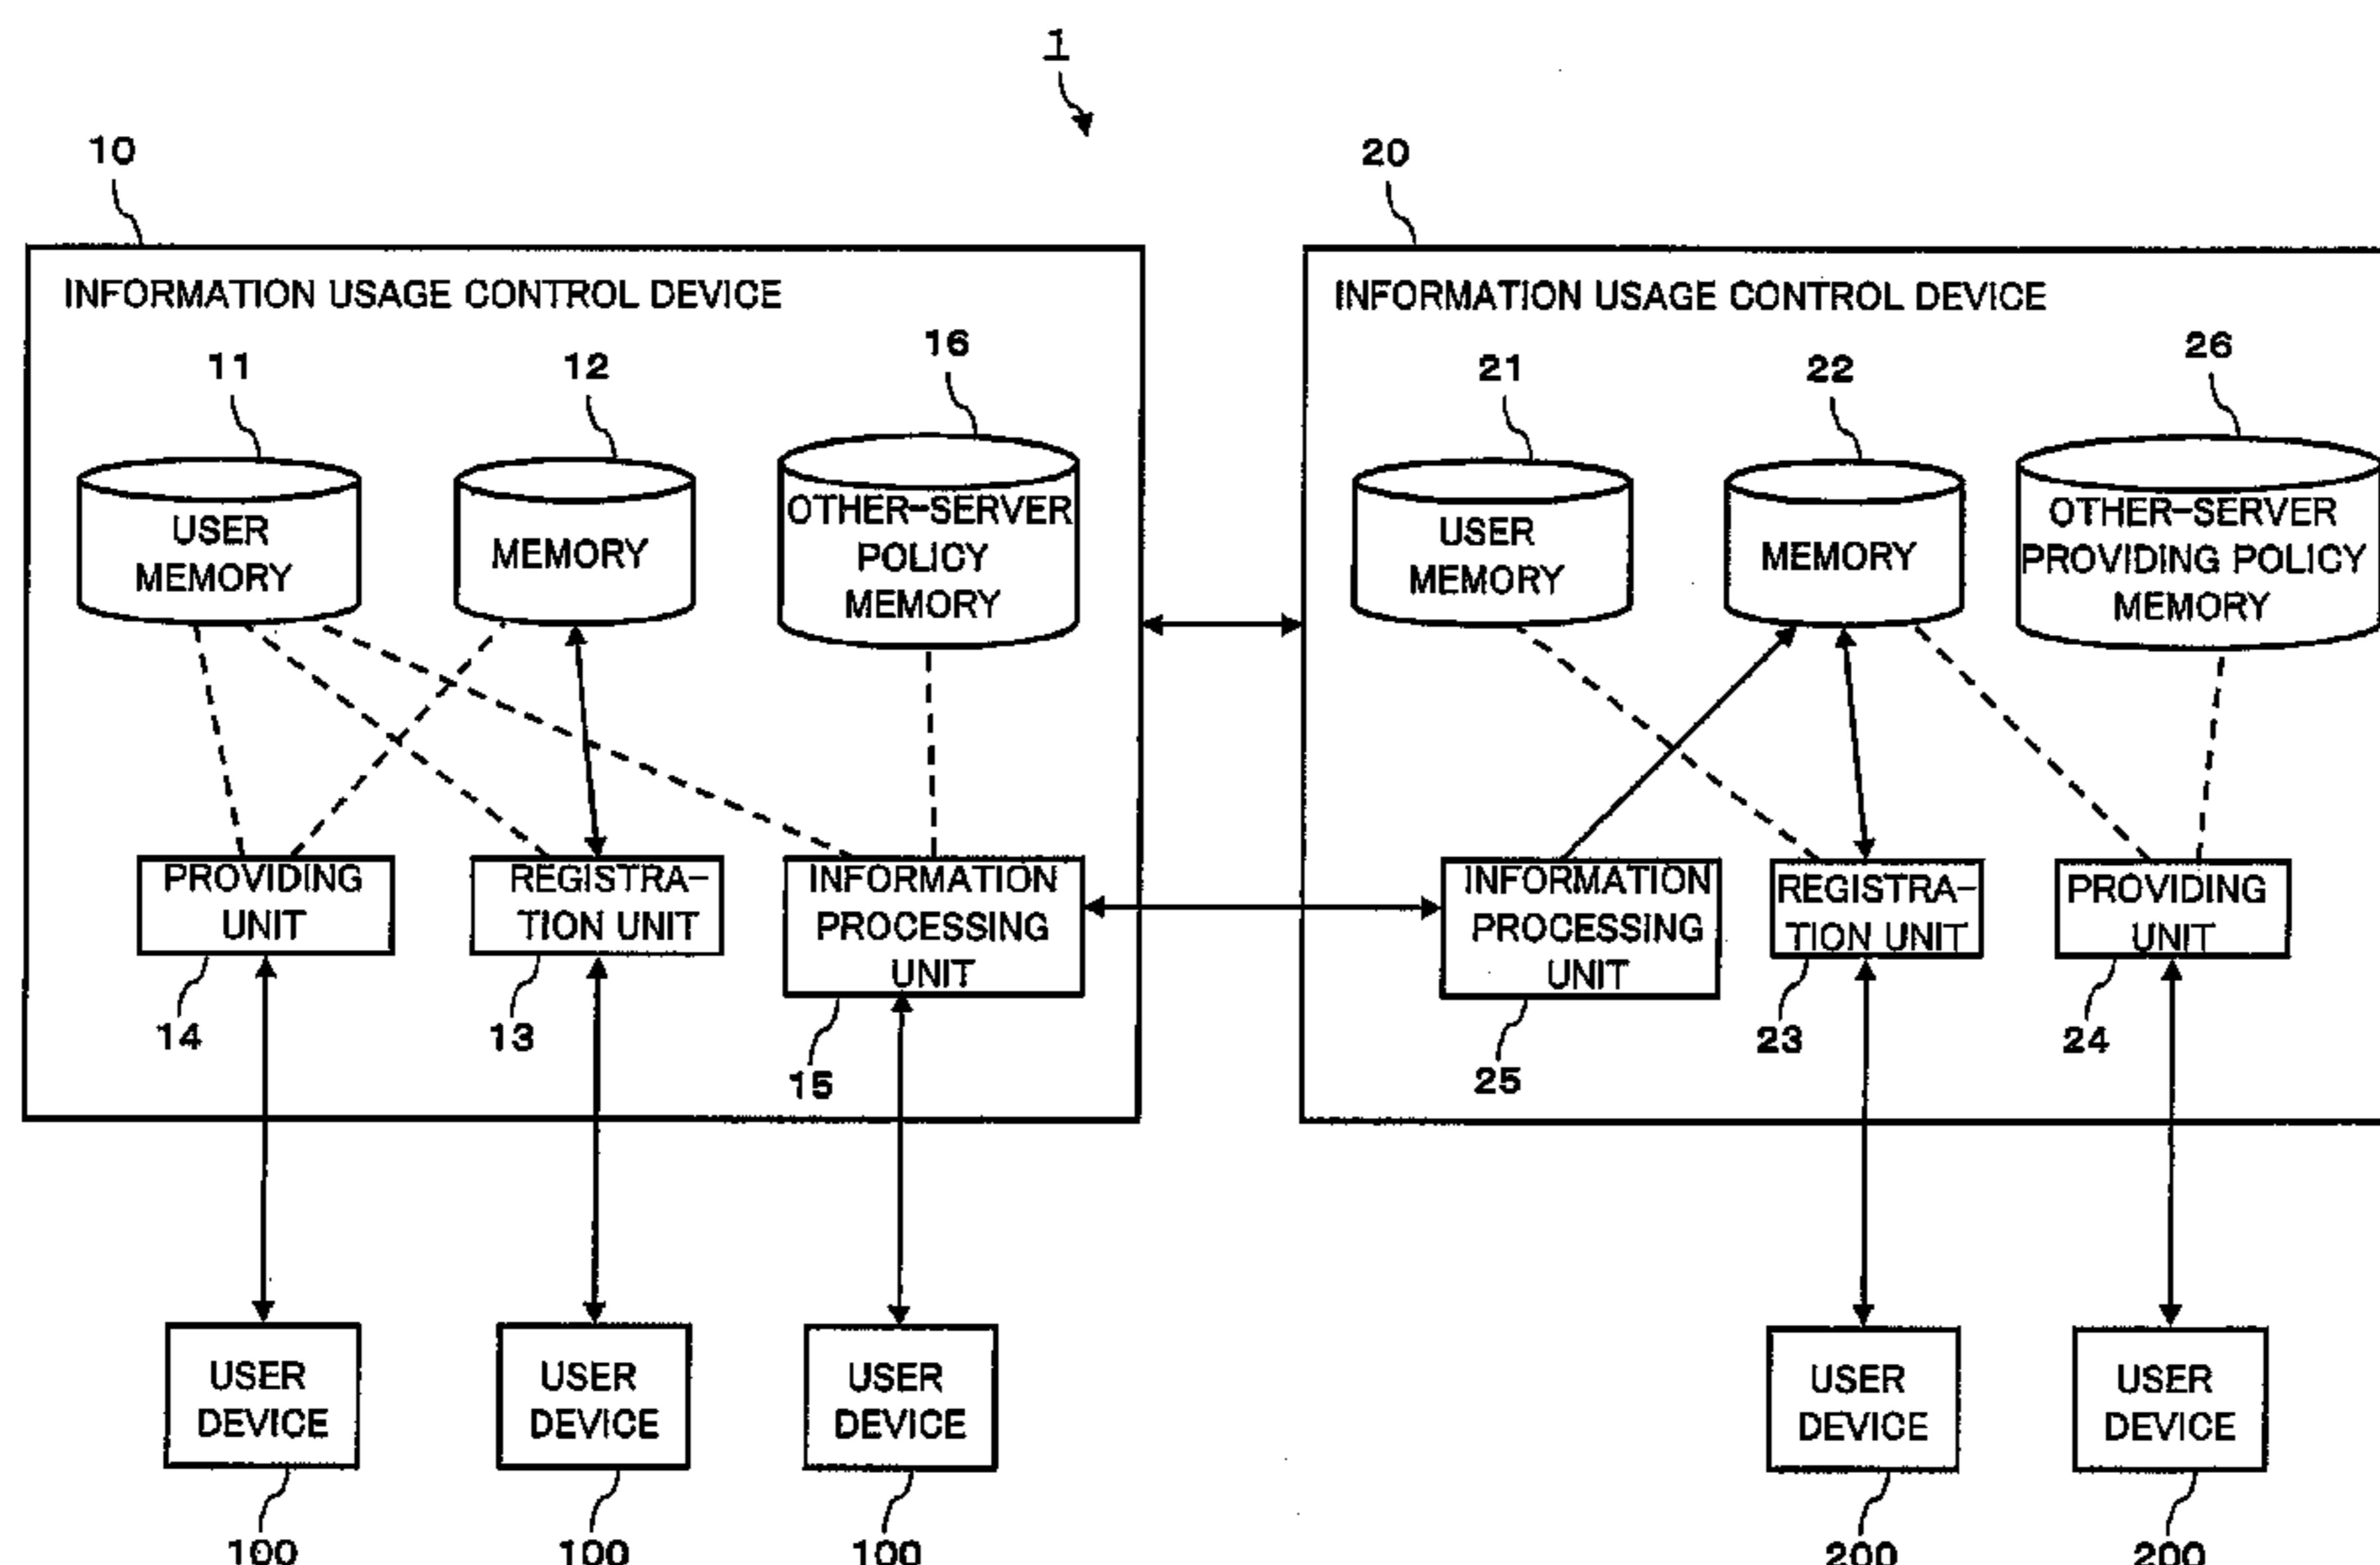 1
10
20
INFORMATION USAGE CONTROL DEVICE
INFORMATION USAGE CONTROL DEVICE
11
12
16
21
22
26
USER
MEMORY
MEMORY
OTHER-SERVER
POLICY
MEMORY
USER
MEMORY
MEMORY
OTHER-SERVER
PROVIDING POLICY
MEMORY
PROVIDING
UNIT
REGISTRA-
TION UNIT
INFORMATION
PROCESSING
UNIT
INFORMATION
PROCESSING
UNIT
REGISTRA-
TION UNIT
PROVIDING
UNIT
14
13
15
25
23
24
USER
DEVICE
USER
DEVICE
USER
DEVICE
USER
DEVICE
USER
DEVICE
100
100
100
200
200